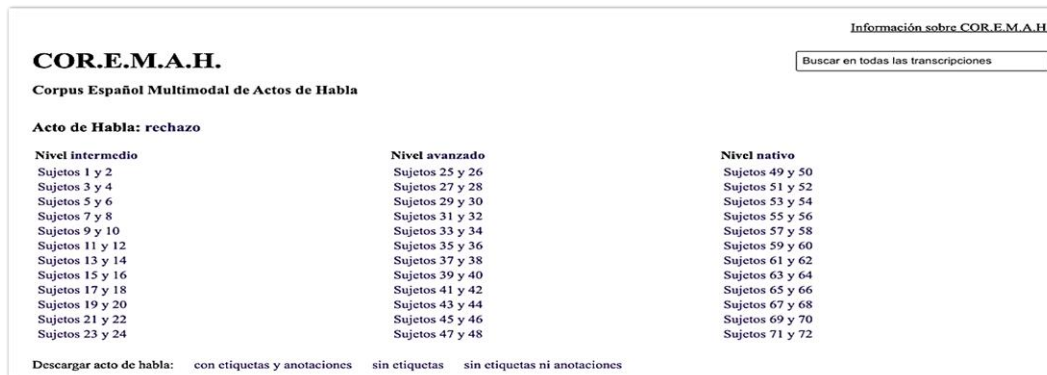 Información sobre COR.E.M.A.H
COR.E.M.A.H.
Buscar en todas las transcripciones
Corpus Español Multimodal de Actos de Habla
Acto de Habla: rechazo
Nivel intermedio Nivel avanzado Nivel nativo
Sujetos 1 y 2 Sujetos 25 y 26 Sujetos 49 y 50
Sujetos 3 y 4 Sujetos 27 y 28 Sujetos 51 y 52
Sujetos 5 y 6 Sujetos 29 y 30 Sujetos 53 y 54
Sujetos 7 y 8 Sujetos 31 y 32 Sujetos 55 y 56
Sujetos 9 y 10 Sujetos 33 y 34 Sujetos 57 y 58
Sujetos 11 y 12 Sujetos 35 y 36 Sujetos 59 y 60
Sujetos 13 y 14 Sujetos 37 y 38 Sujetos 61 y 62
Sujetos 15 y 16 Sujetos 39 y 40 Sujetos 63 y 64
Sujetos 17 y 18 Sujetos 41 y 42 Sujetos 65 y 66
Sujetos 19 y 20 Sujetos 43 y 44 Sujetos 67 y 68
Sujetos 21 y 22 Sujetos 45 y 46 Sujetos 69 y 70
Sujetos 23 y 24 Sujetos 47 y 48 Sujetos 71 y 72
Descargar acto de habla: con etiquetas y anotaciones sin etiquetas sin etiquetas ni anotaciones